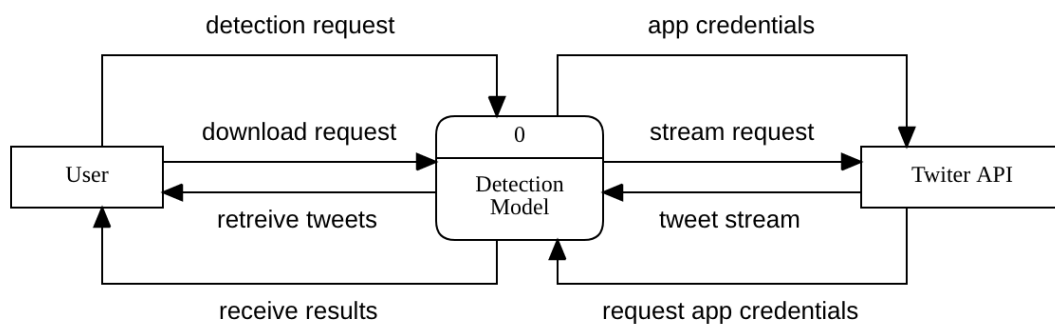 detection request
app credentials
download request
0
stream request
User
Detection
Model
Twiter API
retreive tweets
tweet stream
receive results
request app credentials